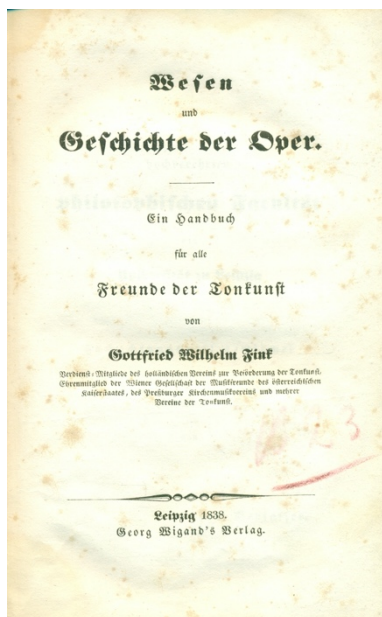 Wesen
und
Geschichte der Oper.
Ein Handbuch
für alle
Freunde der Tonkunst
von
Gottfried Wilhelm Fink
Verdienst-Mitgliede des holländischen Vereins zur Beförderung der Tonkunst,
Ehrenmitglied der Wiener Gesellschaft der Musikfreunde des österreichischen
Kaiserstaates, des Preßburger Kirchenmusikvereins und mehrer
Vereine der Tonkunst.
Leipzig 1838.
Georg Wigand's Verlag.